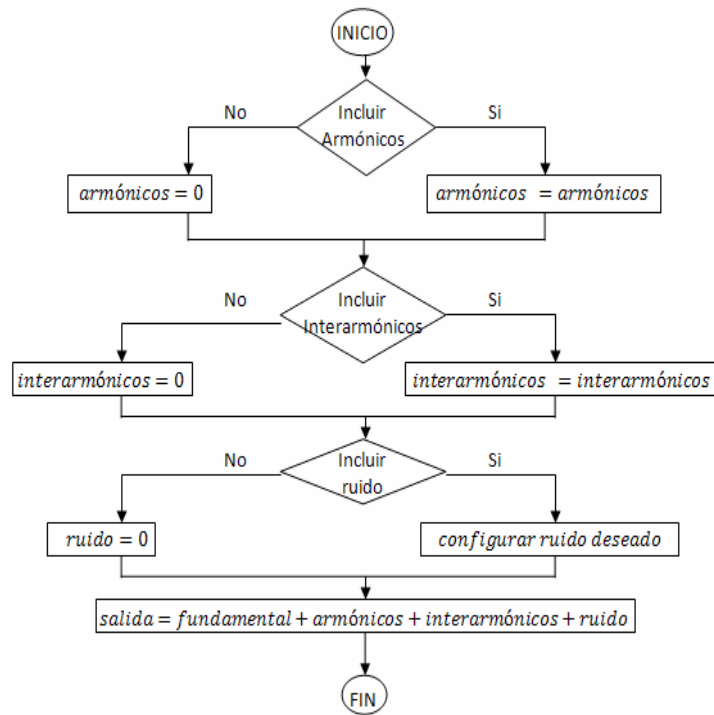 INICIO
No
Incluir
Armónicos
Si
armónicos = 0
armónicos = armónicos
No
Incluir
Interarmónicos
Si
interarmónicos = 0
interarmónicos = interarmónicos
No
Incluir
ruido
Si
ruido = 0
configurar ruido deseado
salida = fundamental + armónicos + interarmónicos + ruido
FIN